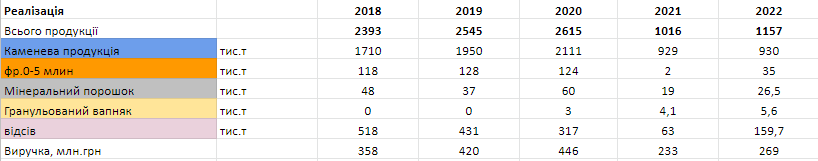 Реалізація 2018 2019 2020 2021 2022
Всього продукції 2393 2545 2615 1016 1157
Каменева продукція тис.т 1710 1950 2111 929 930
фр.0-5 млин тис.т 118 128 124 2 35
Мінеральний порошок тис.т 48 37 60 19 26,5
Гранульований вапняк тис.т 0 0 3 4,1 5,6
відсів тис.т 518 431 317 63 159,7
Виручка, млн.грн 358 420 446 233 269